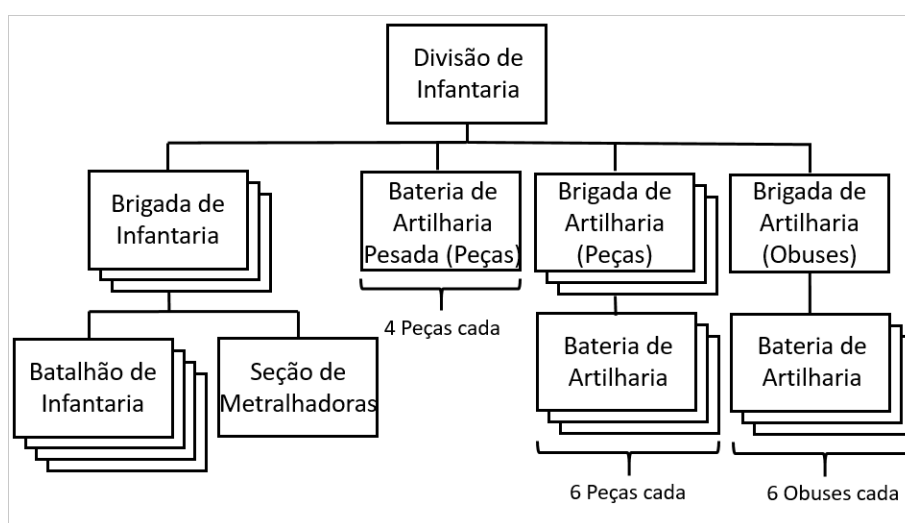 Divisão de
Infantaria
Brigada de
Infantaria
Bateria de
Artilharia
Pesada (Peças)
Brigada de
Artilharia
(Peças)
Brigada de
Artilharia
(Obuses)
4 Peças cada
Batalhão de
Infantaria
Seção de
Metralhadoras
Bateria de
Artilharia
Bateria de
Artilharia
6 Peças cada
6 Obuses cada